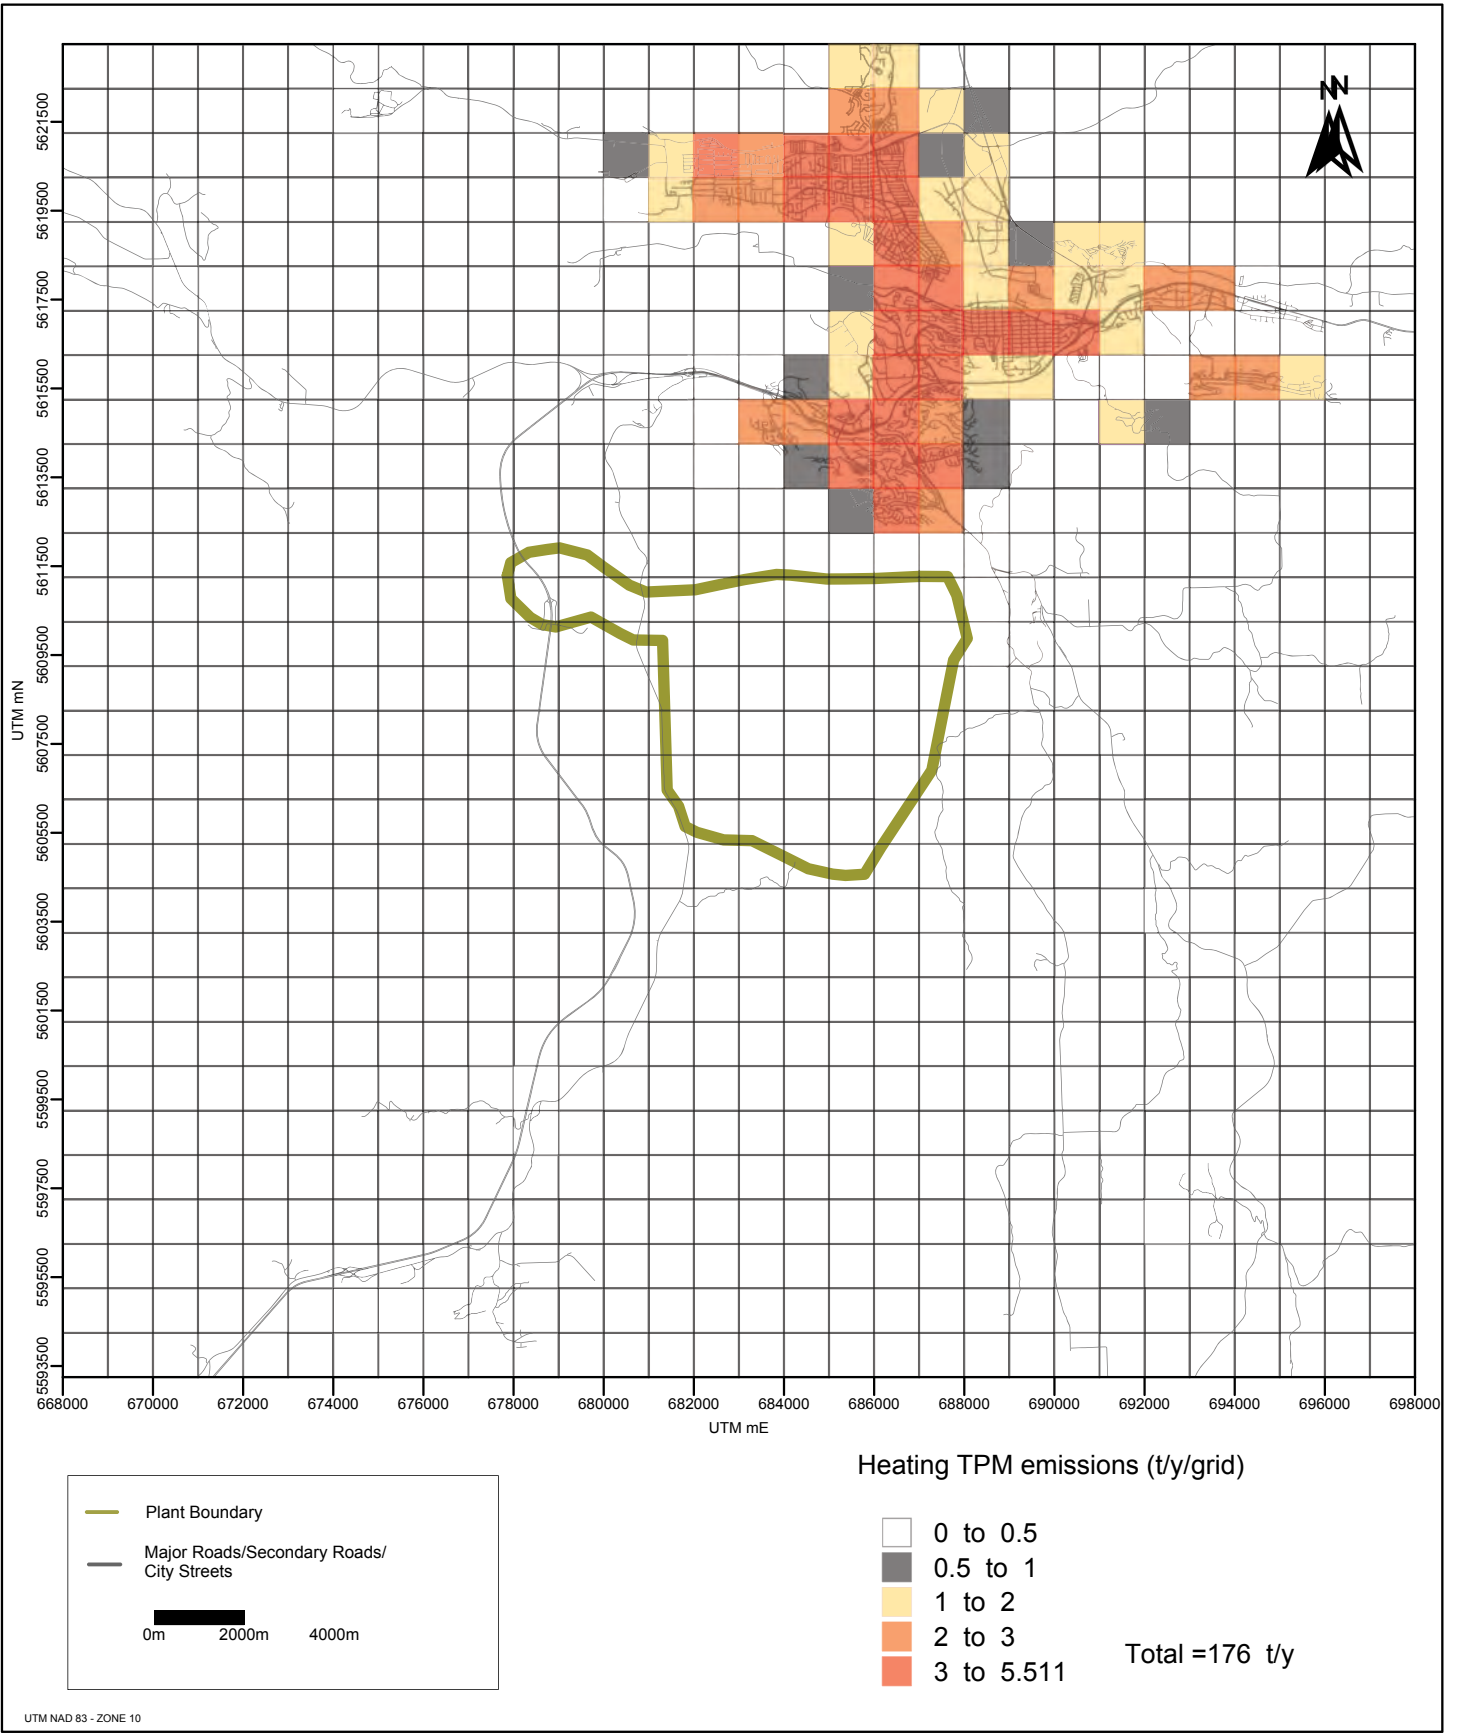 NN
5621500
5619500
5617500
5615500
5613500
5611500
5609500
5607500
5605500
5603500
5601500
5599500
5597500
5595500
5593500
UTM mN
668000 670000 672000 674000 676000 678000 680000 682000 684000 686000 688000 690000 692000 694000 696000 698000
UTM mE
Heating TPM emissions (t/y/grid)
0 to 0.5
0.5 to 1
1 to 2
2 to 3
3 to 5.511
Total =176 t/y
Plant Boundary
Major Roads/Secondary Roads/
City Streets
0m 2000m 4000m
UTM NAD 83 - ZONE 10